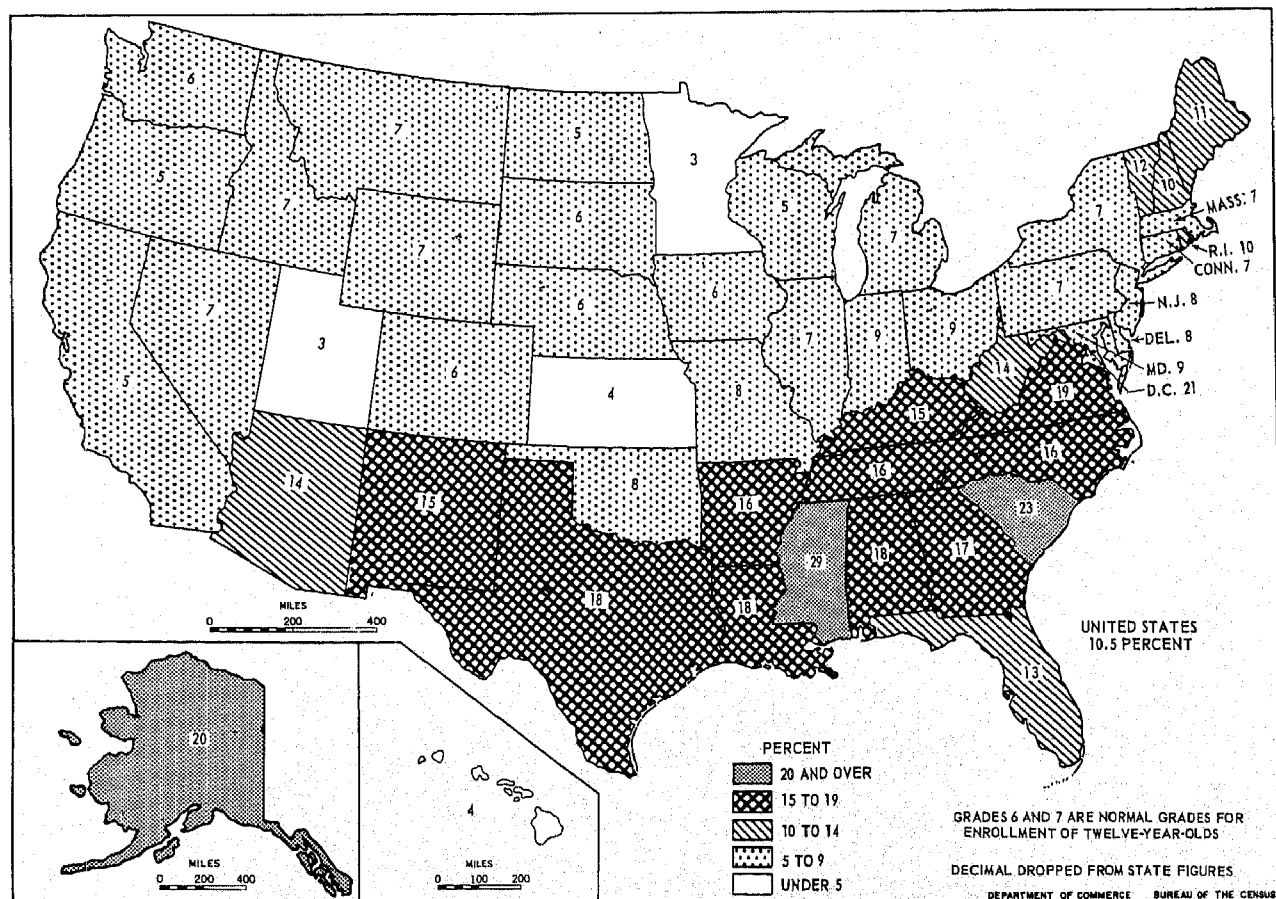 6
7
5
3
11
12
10
5
7
6
5
7
7
MASS. 7
R.I. 10
CONN. 7
7
6
6
7
N.J. 8
7
3
6
7
9
9
DEL. 8
MD. 9
D.C. 21
5
4
8
14
19
15
16
16
14
15
8
16
23
29
18
17
18
18
13
MILES
0 200 400
UNITED STATES
10.5 PERCENT
20
MILES
0 200 400
4
MILES
0 100 200
PERCENT
20 AND OVER
15 TO 19
10 TO 14
5 TO 9
UNDER 5
GRADES 6 AND 7 ARE NORMAL GRADES FOR
ENROLLMENT OF TWELVE-YEAR-OLDS
DECIMAL DROPPED FROM STATE FIGURES
DEPARTMENT OF COMMERCE BUREAU OF THE CENSUS